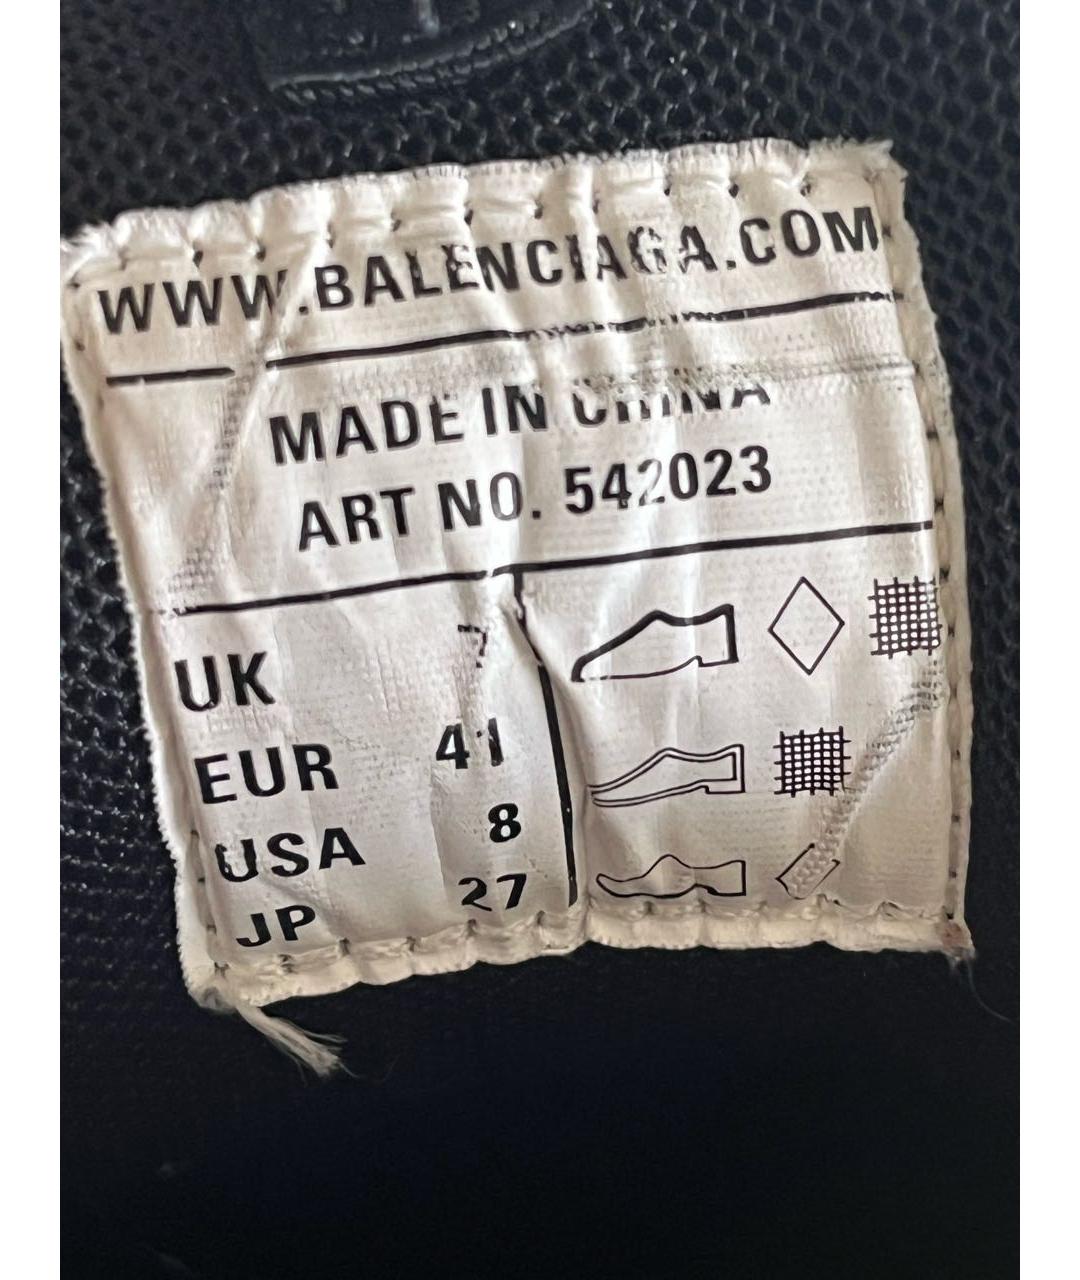 WWW.BALENCIAGA.COM
MADE IN CHINA
ART NO. 542023
UK 7
EUR 41
USA 8
JP 27